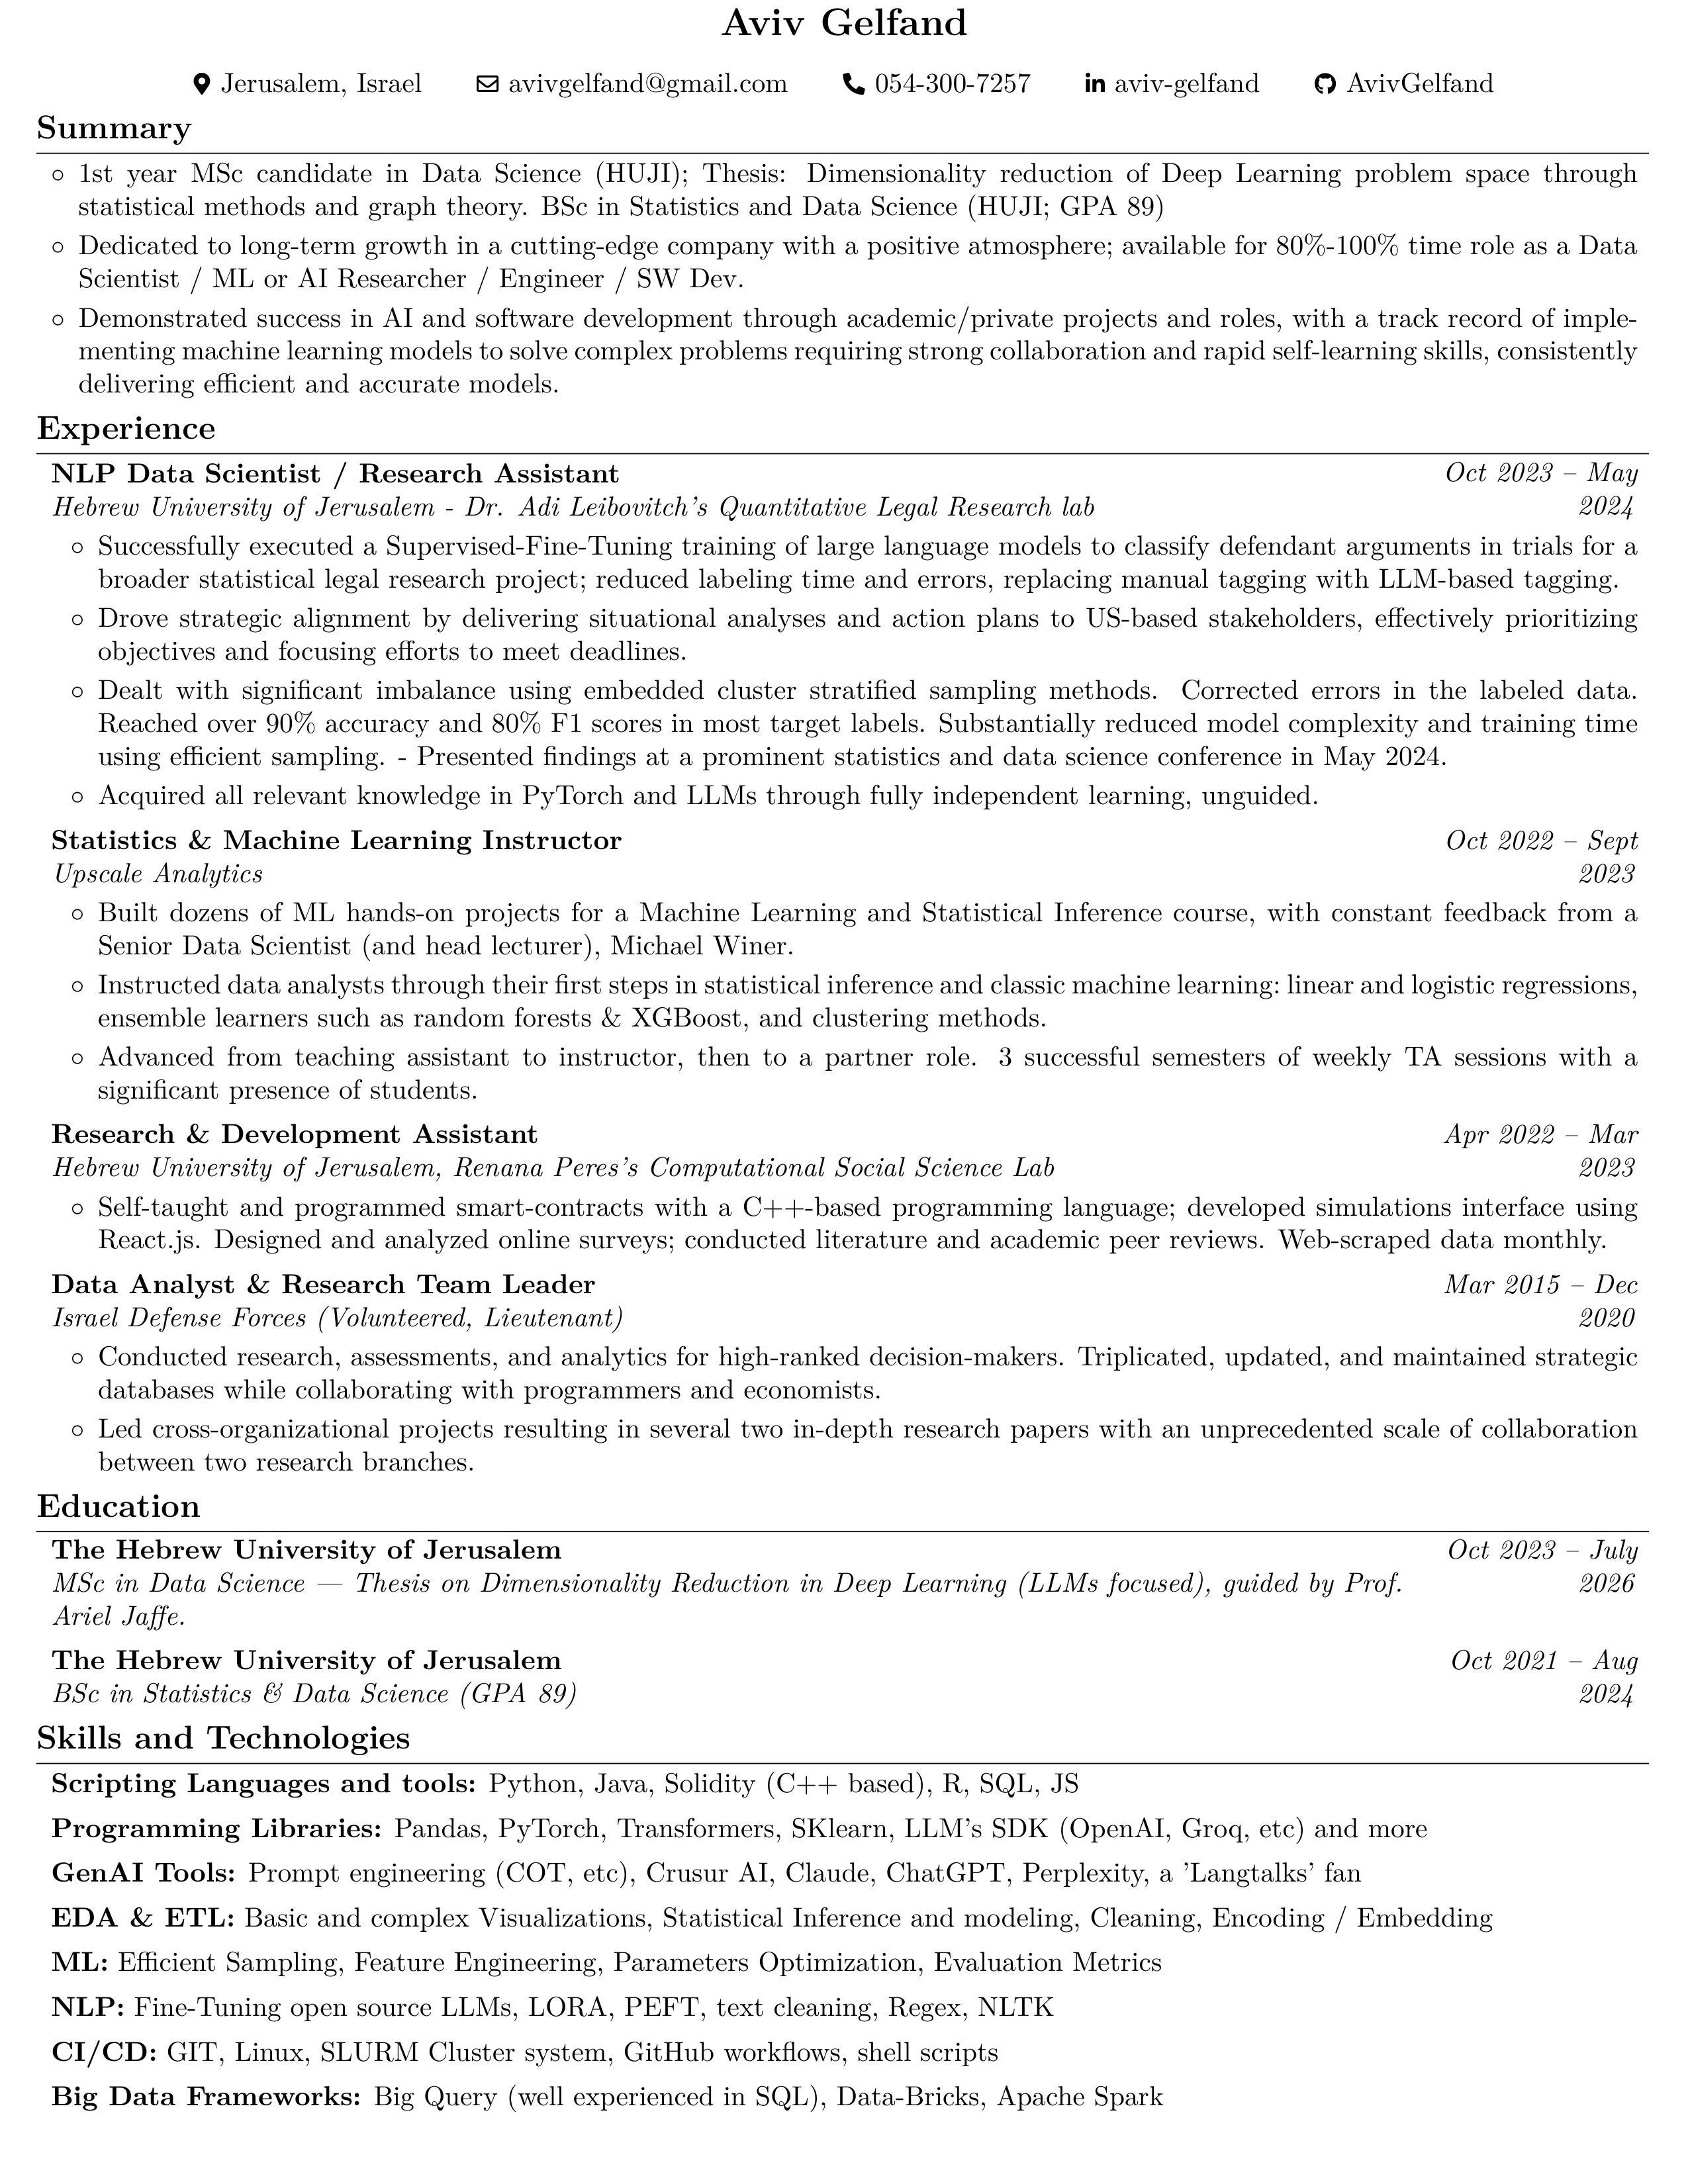 Aviv Gelfand
Jerusalem, Israel avivgelfand@gmail.com 054-300-7257 aviv-gelfand AvivGelfand
Summary
◦ 1st year MSc candidate in Data Science (HUJI); Thesis: Dimensionality reduction of Deep Learning problem space through
statistical methods and graph theory. BSc in Statistics and Data Science (HUJI; GPA 89)
◦ Dedicated to long-term growth in a cutting-edge company with a positive atmosphere; available for 80%-100% time role as a Data
Scientist / ML or AI Researcher / Engineer / SW Dev.
◦ Demonstrated success in AI and software development through academic/private projects and roles, with a track record of imple-
menting machine learning models to solve complex problems requiring strong collaboration and rapid self-learning skills, consistently
delivering efficient and accurate models.
Experience
NLP Data Scientist / Research Assistant Oct 2023 – May
Hebrew University of Jerusalem - Dr. Adi Leibovitch's Quantitative Legal Research lab 2024
◦ Successfully executed a Supervised-Fine-Tuning training of large language models to classify defendant arguments in trials for a
broader statistical legal research project; reduced labeling time and errors, replacing manual tagging with LLM-based tagging.
◦ Drove strategic alignment by delivering situational analyses and action plans to US-based stakeholders, effectively prioritizing
objectives and focusing efforts to meet deadlines.
◦ Dealt with significant imbalance using embedded cluster stratified sampling methods. Corrected errors in the labeled data.
Reached over 90% accuracy and 80% F1 scores in most target labels. Substantially reduced model complexity and training time
using efficient sampling. - Presented findings at a prominent statistics and data science conference in May 2024.
◦ Acquired all relevant knowledge in PyTorch and LLMs through fully independent learning, unguided.
Statistics & Machine Learning Instructor Oct 2022 – Sept
Upscale Analytics 2023
◦ Built dozens of ML hands-on projects for a Machine Learning and Statistical Inference course, with constant feedback from a
Senior Data Scientist (and head lecturer), Michael Winer.
◦ Instructed data analysts through their first steps in statistical inference and classic machine learning: linear and logistic regressions,
ensemble learners such as random forests & XGBoost, and clustering methods.
◦ Advanced from teaching assistant to instructor, then to a partner role. 3 successful semesters of weekly TA sessions with a
significant presence of students.
Research & Development Assistant Apr 2022 – Mar
Hebrew University of Jerusalem, Renana Peres's Computational Social Science Lab 2023
◦ Self-taught and programmed smart-contracts with a C++-based programming language; developed simulations interface using
React.js. Designed and analyzed online surveys; conducted literature and academic peer reviews. Web-scraped data monthly.
Data Analyst & Research Team Leader Mar 2015 – Dec
Israel Defense Forces (Volunteered, Lieutenant) 2020
◦ Conducted research, assessments, and analytics for high-ranked decision-makers. Triplicated, updated, and maintained strategic
databases while collaborating with programmers and economists.
◦ Led cross-organizational projects resulting in several two in-depth research papers with an unprecedented scale of collaboration
between two research branches.
Education
The Hebrew University of Jerusalem Oct 2023 – July
MSc in Data Science — Thesis on Dimensionality Reduction in Deep Learning (LLMs focused), guided by Prof. 2026
Ariel Jaffe.
The Hebrew University of Jerusalem Oct 2021 – Aug
BSc in Statistics & Data Science (GPA 89) 2024
Skills and Technologies
Scripting Languages and tools: Python, Java, Solidity (C++ based), R, SQL, JS
Programming Libraries: Pandas, PyTorch, Transformers, SKlearn, LLM's SDK (OpenAI, Groq, etc) and more
GenAI Tools: Prompt engineering (COT, etc), Crusur AI, Claude, ChatGPT, Perplexity, a 'Langtalks' fan
EDA & ETL: Basic and complex Visualizations, Statistical Inference and modeling, Cleaning, Encoding / Embedding
ML: Efficient Sampling, Feature Engineering, Parameters Optimization, Evaluation Metrics
NLP: Fine-Tuning open source LLMs, LORA, PEFT, text cleaning, Regex, NLTK
CI/CD: GIT, Linux, SLURM Cluster system, GitHub workflows, shell scripts
Big Data Frameworks: Big Query (well experienced in SQL), Data-Bricks, Apache Spark